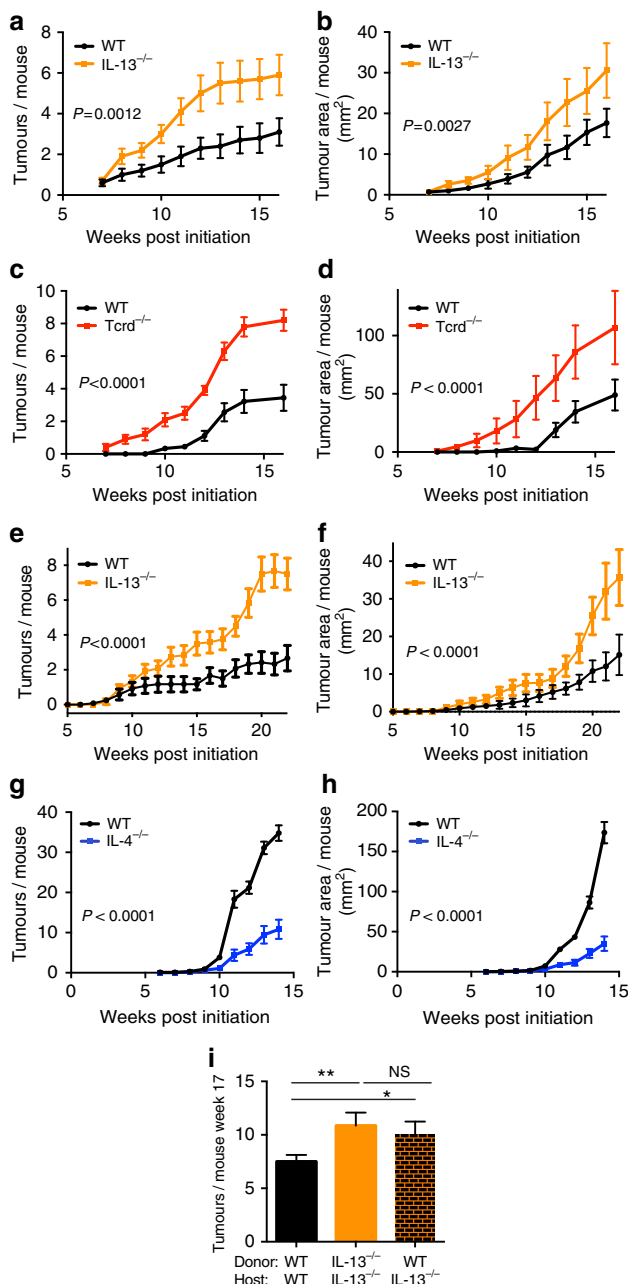 a
WT
IL-13−/−
P=0.0012
Tumours / mouse
8
6
4
2
0
5
10
15
Weeks post initiation
b
WT
IL-13−/−
P=0.0027
Tumour area / mouse
(mm2)
40
30
20
10
0
5
10
15
Weeks post initiation
c
WT
Tcrd−/−
P<0.0001
Tumours / mouse
10
8
6
4
2
0
5
10
15
Weeks post initiation
d
WT
Tcrd−/−
P < 0.0001
Tumour area / mouse
(mm2)
100
50
0
5
10
15
Weeks post initiation
e
WT
IL-13−/−
P<0.0001
Tumours / mouse
8
6
4
2
0
5
10
15
20
Weeks post initiation
f
WT
IL-13−/−
P < 0.0001
Tumour area / mouse
(mm2)
40
30
20
10
0
5
10
15
20
Weeks post initiation
g
WT
IL-4−/−
P < 0.0001
Tumours / mouse
40
30
20
10
0
0
5
10
15
Weeks post initiation
h
WT
IL-4−/−
P < 0.0001
Tumour area / mouse
(mm2)
200
150
100
50
0
0
5
10
15
Weeks post initiation
i
** NS
*
Tumours / mouse week 17
15
10
5
0
Donor: WT IL-13−/− WT
Host: WT IL-13−/− IL-13−/−